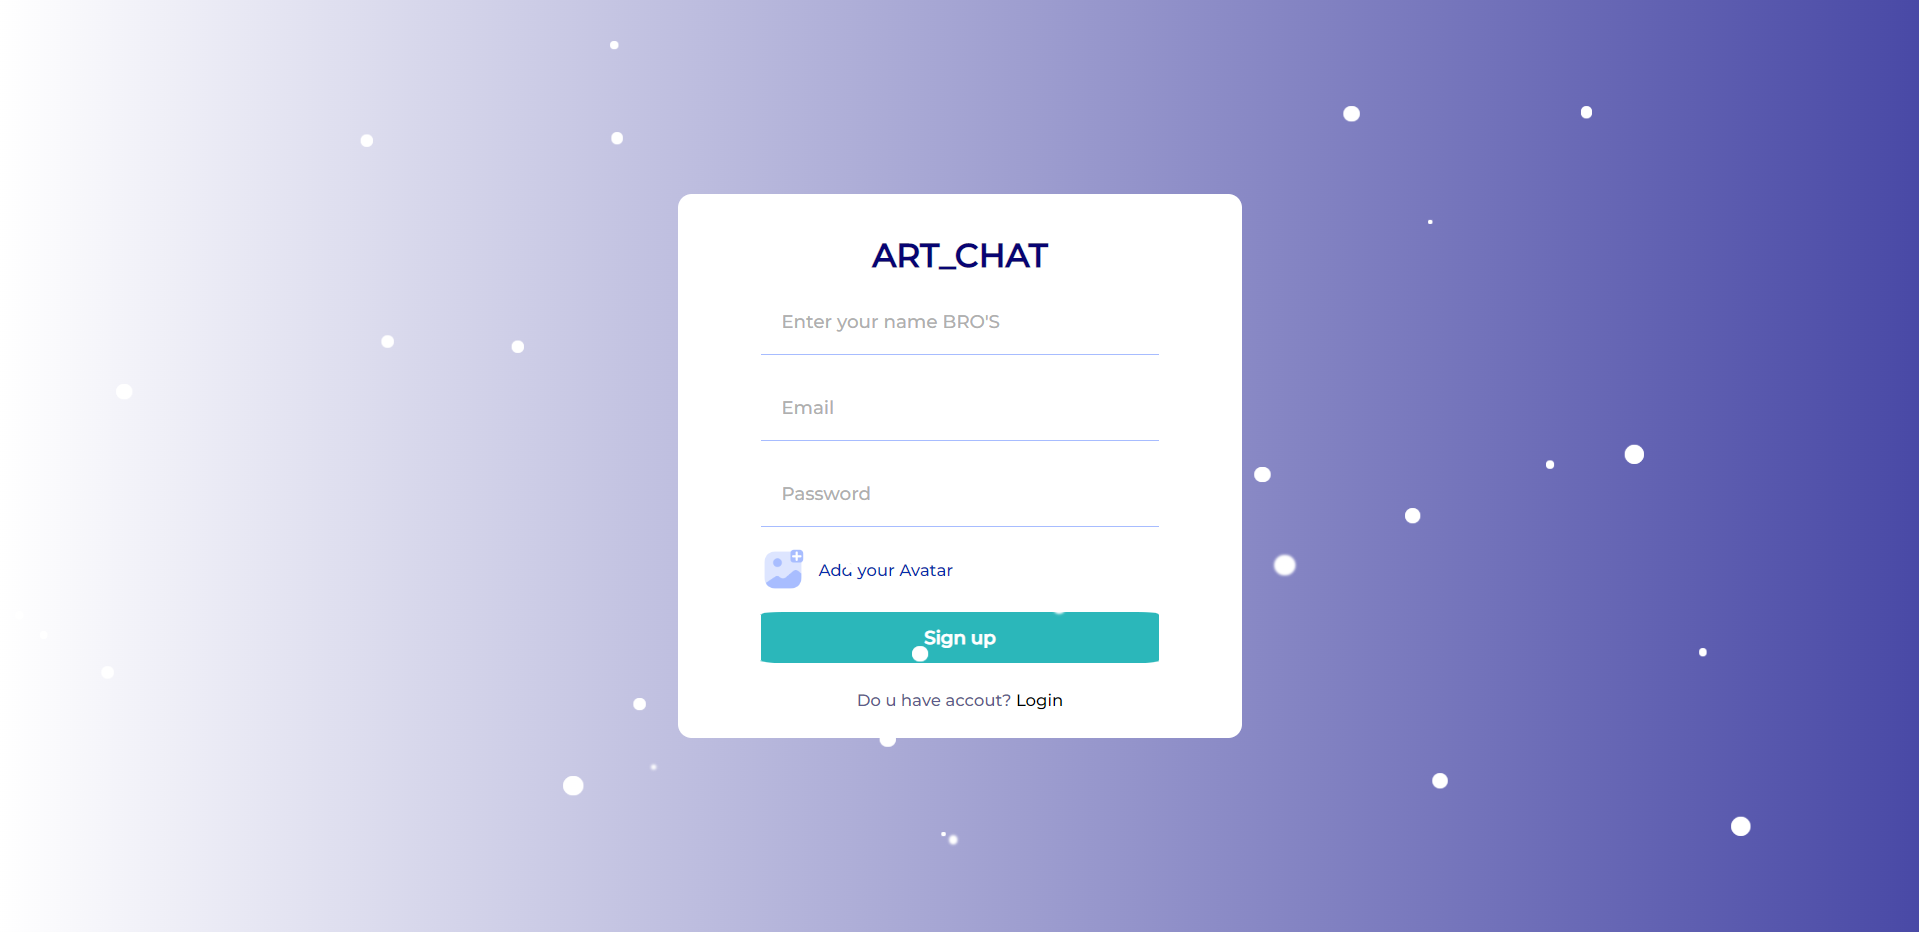 ART_CHAT
Enter your name BRO'S
Email
Password
Add your Avatar
Sign up
Do u have accout? Login